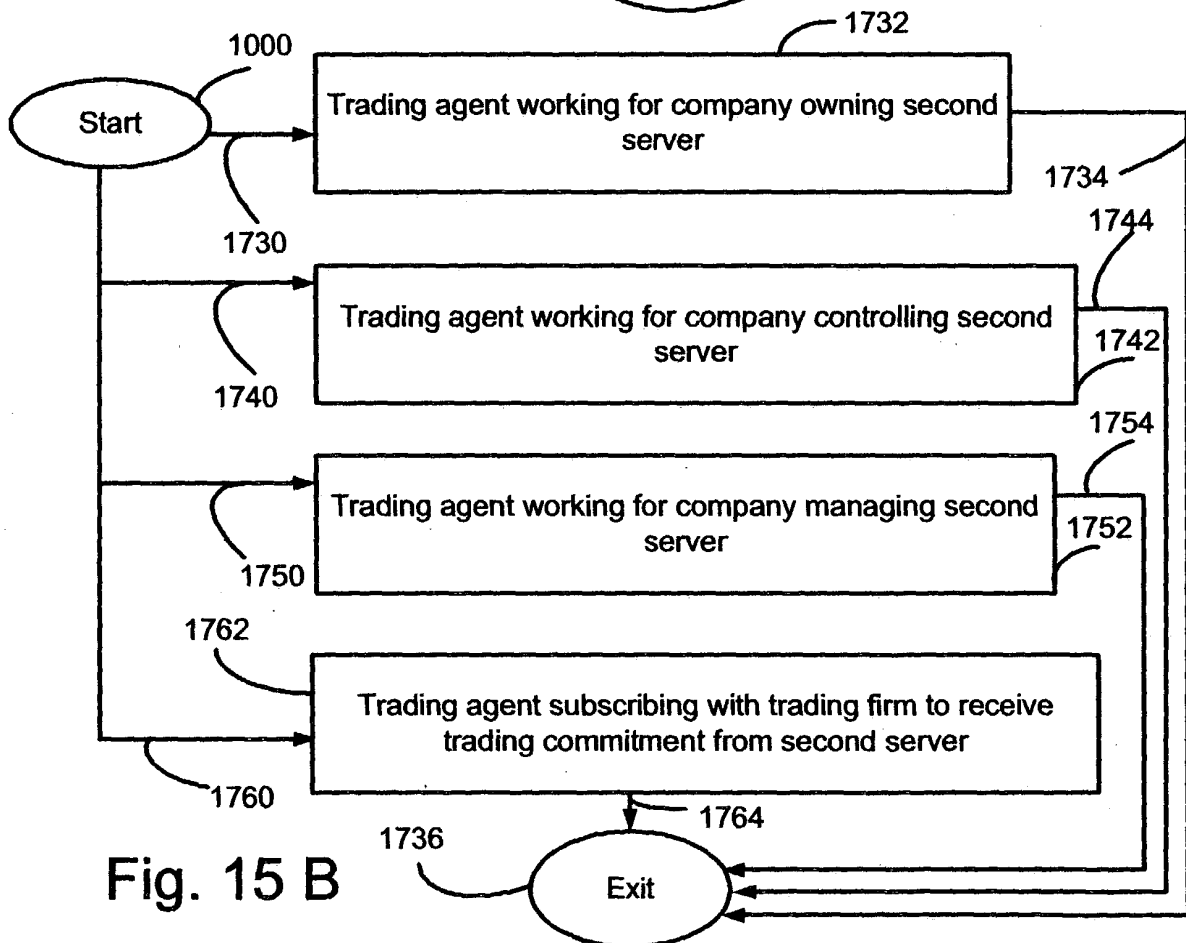 1732
1000
Start
Trading agent working for company owning second
server
1734
1730
1744
Trading agent working for company controlling second
server
1742
1740
1754
Trading agent working for company managing second
server
1752
1750
1762
Trading agent subscribing with trading firm to receive
trading commitment from second server
1760
1764
1736
Exit
Fig. 15 B